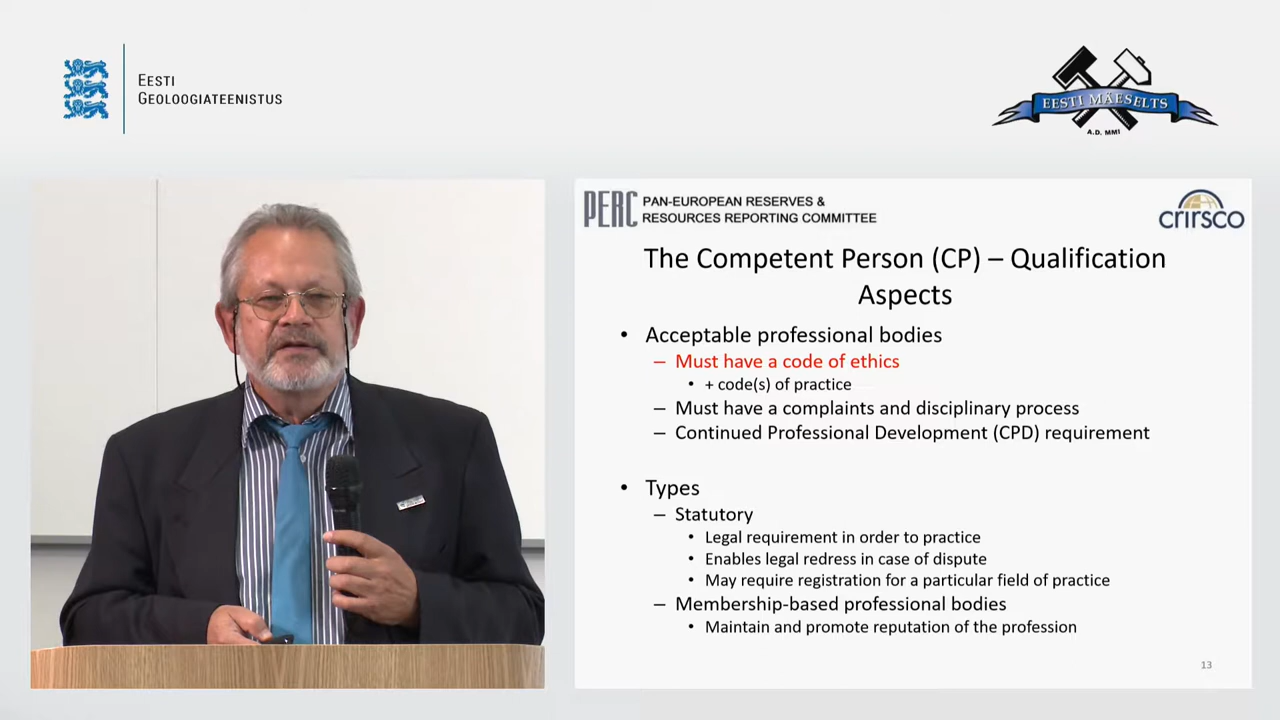 EESTI
GEOLOOGIATEENISTUS
EESTI MÄESELTS
A.D. MMI
PERC PAN-EUROPEAN RESERVES &
RESOURCES REPORTING COMMITTEE
crirsco
The Competent Person (CP) – Qualification
Aspects
• Acceptable professional bodies
– Must have a code of ethics
• + code(s) of practice
– Must have a complaints and disciplinary process
– Continued Professional Development (CPD) requirement
• Types
– Statutory
• Legal requirement in order to practice
• Enables legal redress in case of dispute
• May require registration for a particular field of practice
– Membership-based professional bodies
• Maintain and promote reputation of the profession
13